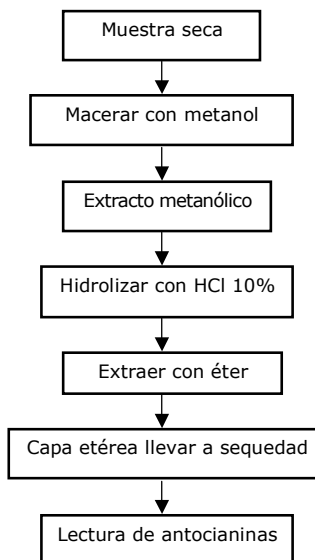 Muestra seca
Macerar con metanol
Extracto metanólico
Hidrolizar con HCl 10%
Extraer con éter
Capa etérea llevar a sequedad
Lectura de antocianinas